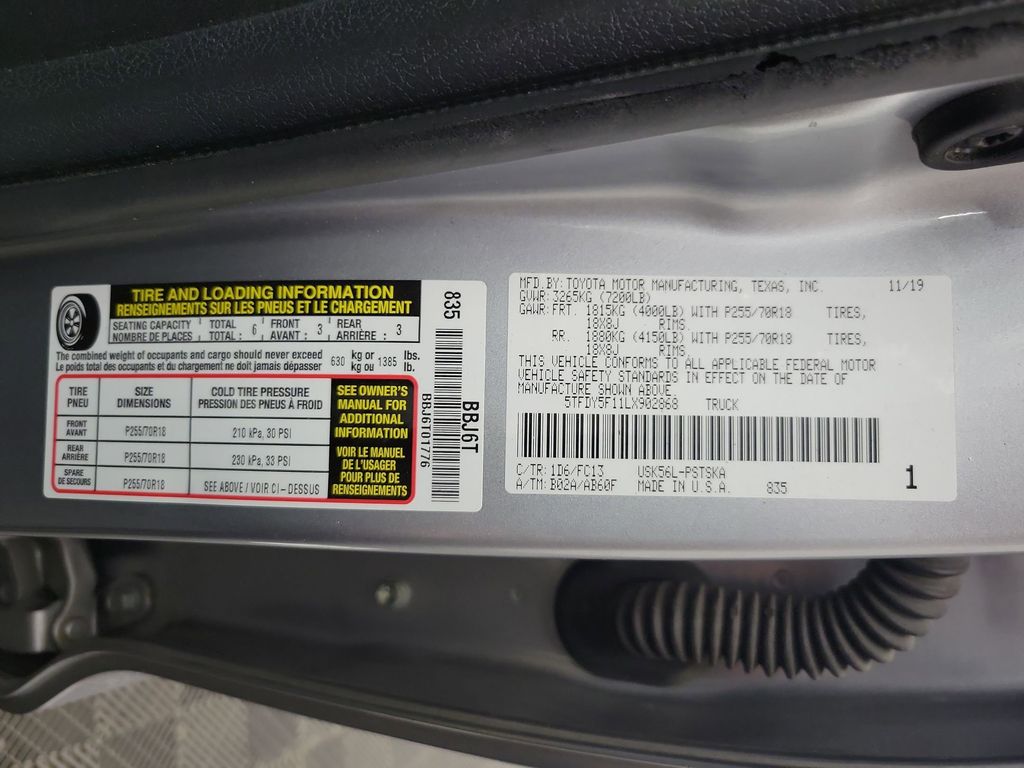 TIRE AND LOADING INFORMATION
RENSEIGNEMENTS SUR LES PNEUS ET LE CHARGEMENT
SEATING CAPACITY TOTAL FRONT REAR
NOMBRE DE PLACES TOTAL : 6 AVANT : 3 ARRIÈRE : 3
The combined weight of occupants and cargo should never exceed 630 kg or 1385 lbs.
Le poids total des occupants et du chargement ne doit jamais dépasser kg ou lb.
TIRE SIZE COLD TIRE PRESSURE
PNEU DIMENSIONS PRESSION DES PNEUS À FROID
FRONT
AVANT P255/70R18 210 kPa, 30 PSI
REAR
ARRIÈRE P255/70R18 230 kPa, 33 PSI
SPARE
DE SECOURS P255/70R18 SEE ABOVE / VOIR CI - DESSUS
SEE OWNER'S
MANUAL FOR
ADDITIONAL
INFORMATION
VOIR LE MANUEL
DE L'USAGER
POUR PLUS DE
RENSEIGNEMENTS
835
BBJ6T
BBJ6T01776
MFD.BY: TOYOTA MOTOR MANUFACTURING, TEXAS, INC. 11/19
GVWR: 3265KG (7200LB)
GAWR: FRT. 1815KG (4000LB) WITH P255/70R18 TIRES,
18X8J RIMS.
RR. 1880KG (4150LB) WITH P255/70R18 TIRES,
18X8J RIMS.
THIS VEHICLE CONFORMS TO ALL APPLICABLE FEDERAL MOTOR
VEHICLE SAFETY STANDARDS IN EFFECT ON THE DATE OF
MANUFACTURE SHOWN ABOVE.
5TFDY5F11LX902868 TRUCK
C/TR: 1D6/FC13 USK56L-PSTSKA
A/TM: B02A/AB60F MADE IN U.S.A. 835
1